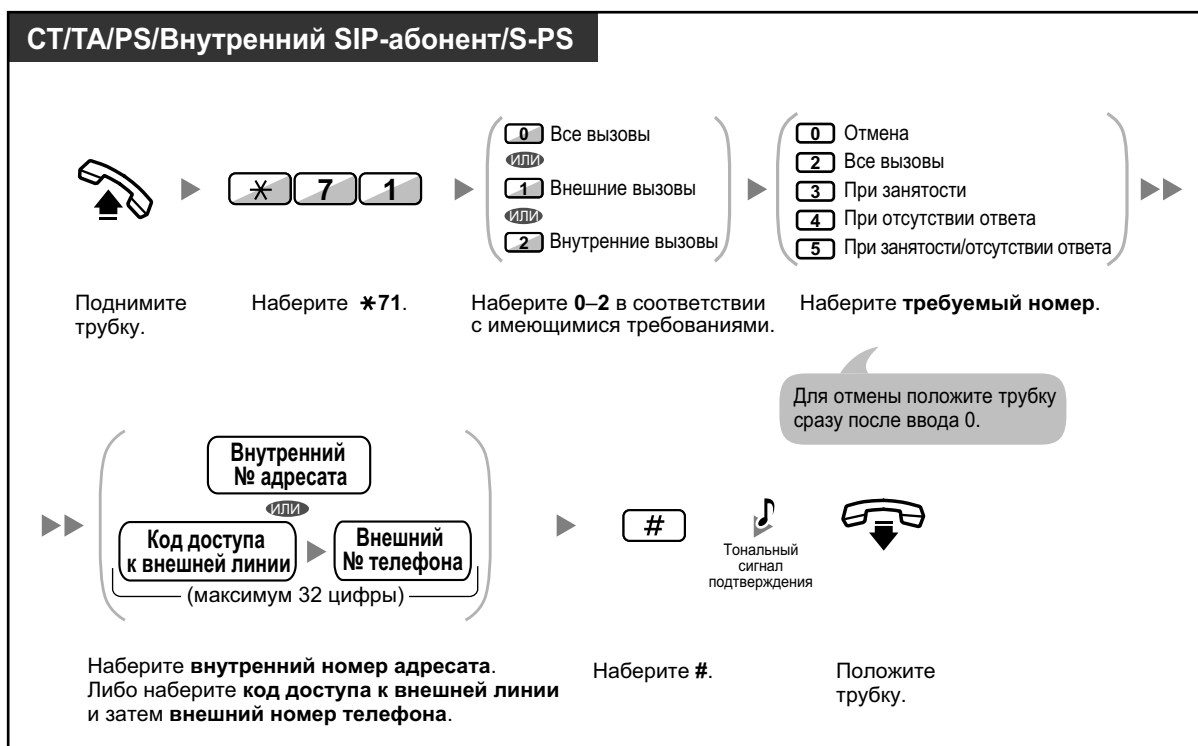 СТ/ТА/PS/Внутренний SIP-абонент/S-PS
0 Все вызовы
ИЛИ
1 Внешние вызовы
ИЛИ
2 Внутренние вызовы
0 Отмена
2 Все вызовы
3 При занятости
4 При отсутствии ответа
5 При занятости/отсутствии ответа
* 7 1
Поднимите
трубку.
Наберите *71.
Наберите 0–2 в соответствии
с имеющимися требованиями.
Наберите требуемый номер.
Для отмены положите трубку
сразу после ввода 0.
Внутренний
№ адресата
ИЛИ
Код доступа
к внешней линии
Внешний
№ телефона
(максимум 32 цифры)
#
Тональный
сигнал
подтверждения
Наберите внутренний номер адресата.
Либо наберите код доступа к внешней линии
и затем внешний номер телефона.
Наберите #.
Положите
трубку.